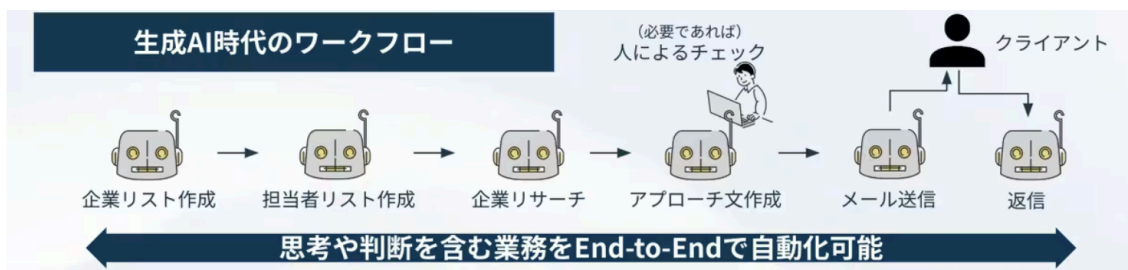 生成AI時代のワークフロー
（必要であれば）
人によるチェック
クライアント
企業リスト作成
担当者リスト作成
企業リサーチ
アプローチ文作成
メール送信
返信
思考や判断を含む業務をEnd-to-Endで自動化可能